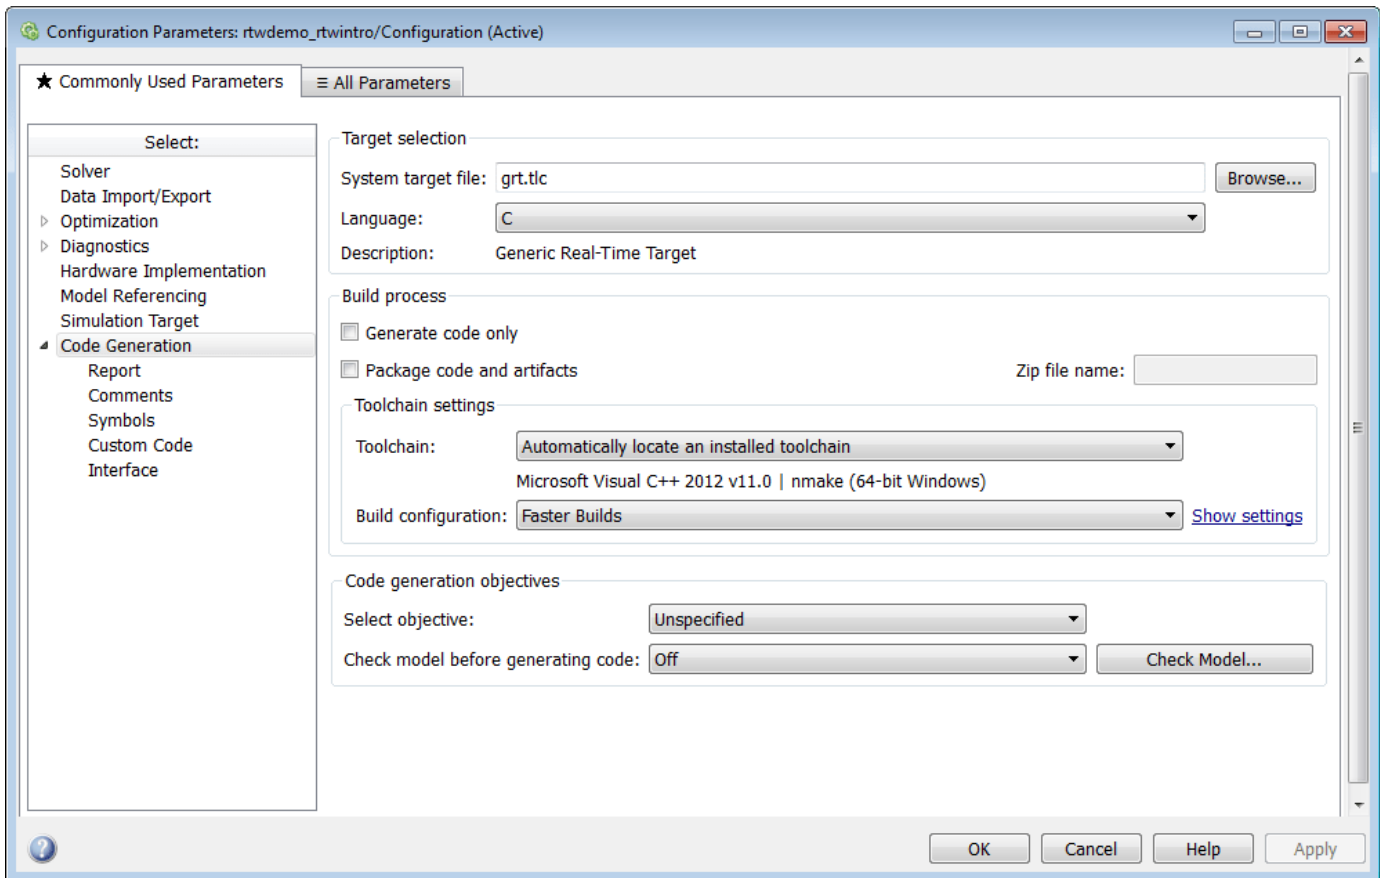 Configuration Parameters: rtwdemo_rtwintro/Configuration (Active)
★ Commonly Used Parameters
≡ All Parameters
Select:
Solver
Data Import/Export
Optimization
Diagnostics
Hardware Implementation
Model Referencing
Simulation Target
Code Generation
Report
Comments
Symbols
Custom Code
Interface
Target selection
System target file: grt.tlc Browse...
Language: C
Description: Generic Real-Time Target
Build process
Generate code only
Package code and artifacts Zip file name:
Toolchain settings
Toolchain: Automatically locate an installed toolchain
Microsoft Visual C++ 2012 v11.0 | nmake (64-bit Windows)
Build configuration: Faster Builds Show settings
Code generation objectives
Select objective: Unspecified
Check model before generating code: Off Check Model...
OK Cancel Help Apply